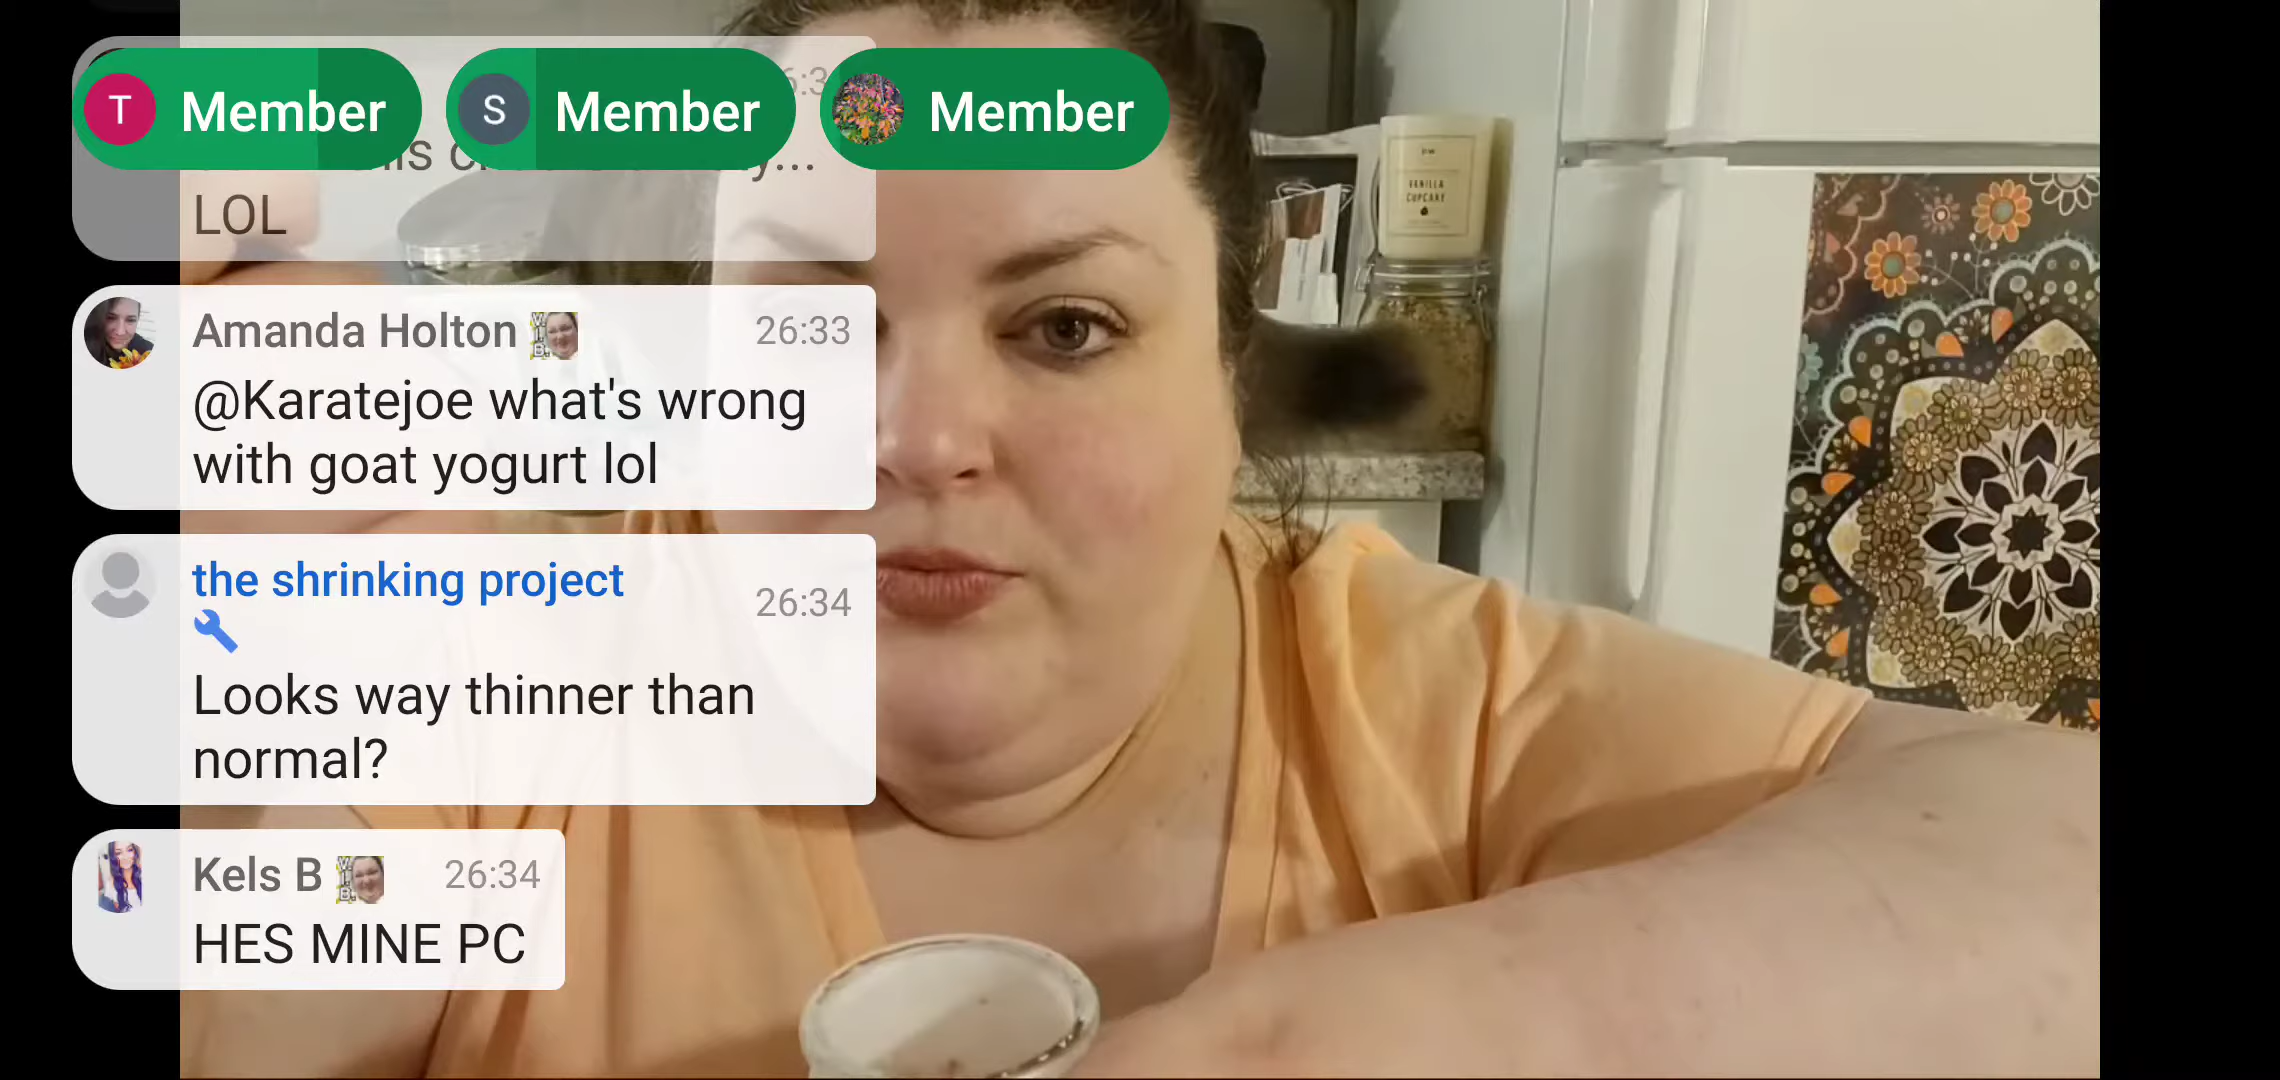 T Member
S Member
Member
LOL
Amanda Holton 26:33
@Karatejoe what's wrong
with goat yogurt lol
the shrinking project
26:34
Looks way thinner than
normal?
Kels B 26:34
HES MINE PC
VANILLA
CUPCAKE